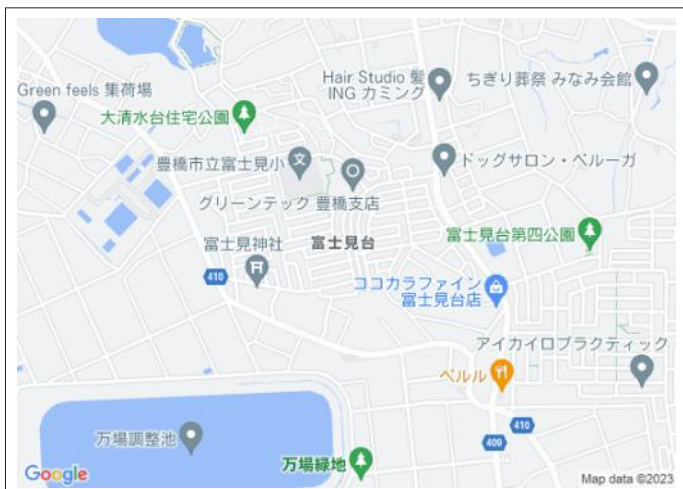 Green feels 集荷場
大清水台住宅公園
Hair Studio 髪
ING カミング
ちぎり葬祭 みなみ会館
豊橋市立富士見小
ドッグサロン・ベルーガ
グリーンテック 豊橋支店
富士見神社
富士見台
富士見台第四公園
410
ココカラファイン
富士見台店
アイカイロプラクティック
ベルル
410
409
万場調整池
万場緑地
Google
Map data ©2023